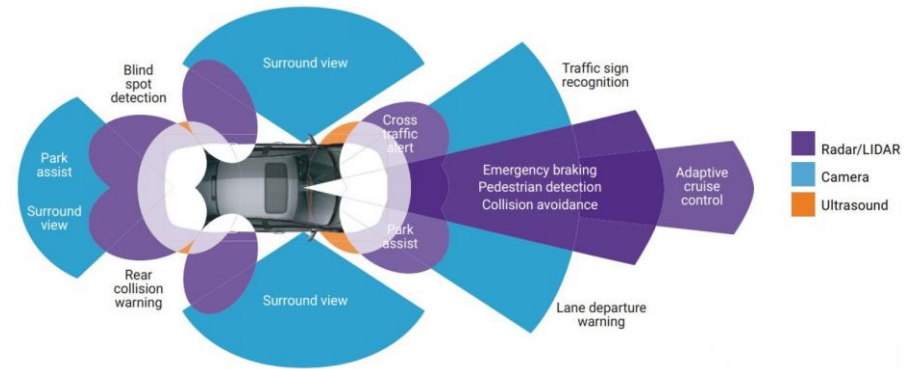 Surround view
Blind
spot
detection
Traffic sign
recognition
Cross
traffic
alert
Park
assist
Surround
view
Emergency braking
Pedestrian detection
Collision avoidance
Adaptive
cruise
control
Radar/LIDAR
Camera
Ultrasound
Park
assist
Rear
collision
warning
Surround view
Lane departure
warning